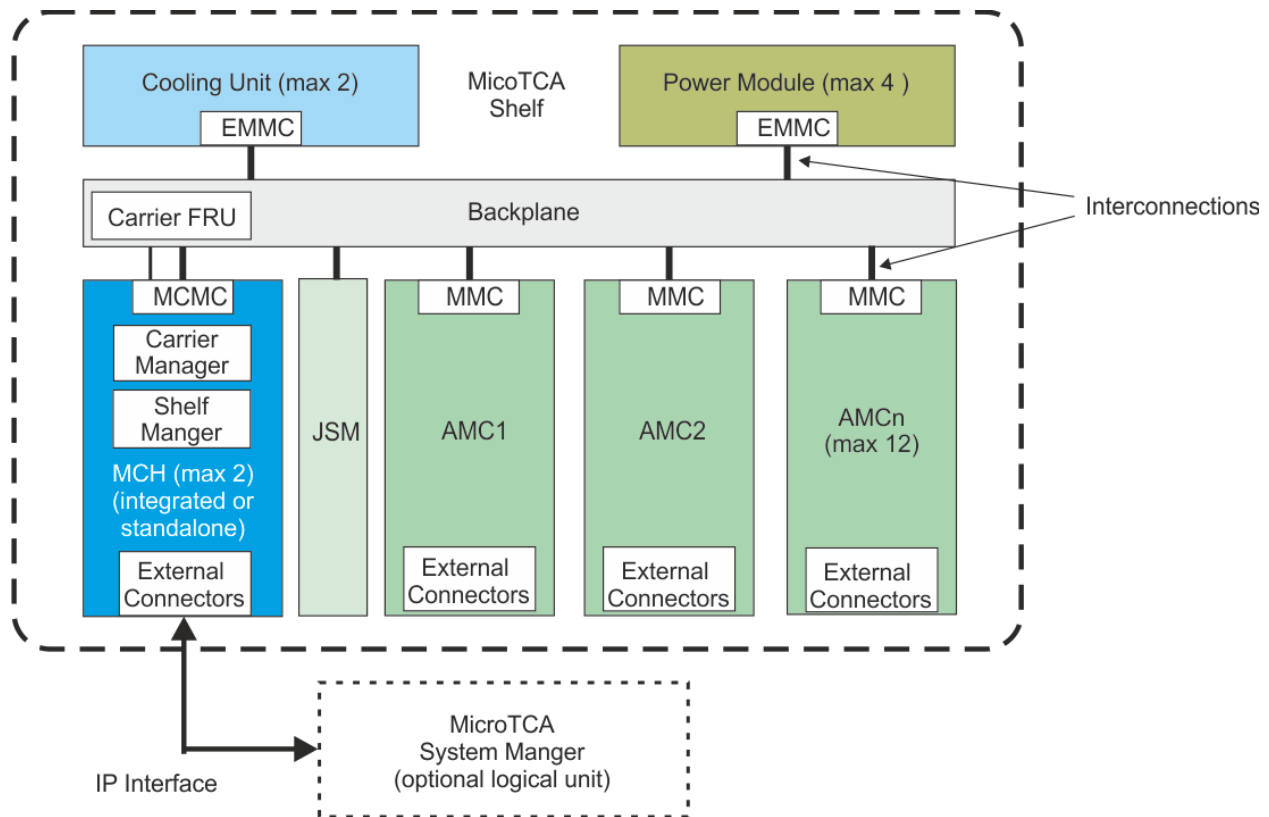 Cooling Unit (max 2)
EMMC
MicoTCA
Shelf
Power Module (max 4 )
EMMC
Interconnections
Carrier FRU
Backplane
MCMC
Carrier
Manager
Shelf
Manger
MCH (max 2)
(integrated or
standalone)
External
Connectors
JSM
MMC
AMC1
External
Connectors
MMC
AMC2
External
Connectors
MMC
AMCn
(max 12)
External
Connectors
IP Interface
MicroTCA
System Manger
(optional logical unit)